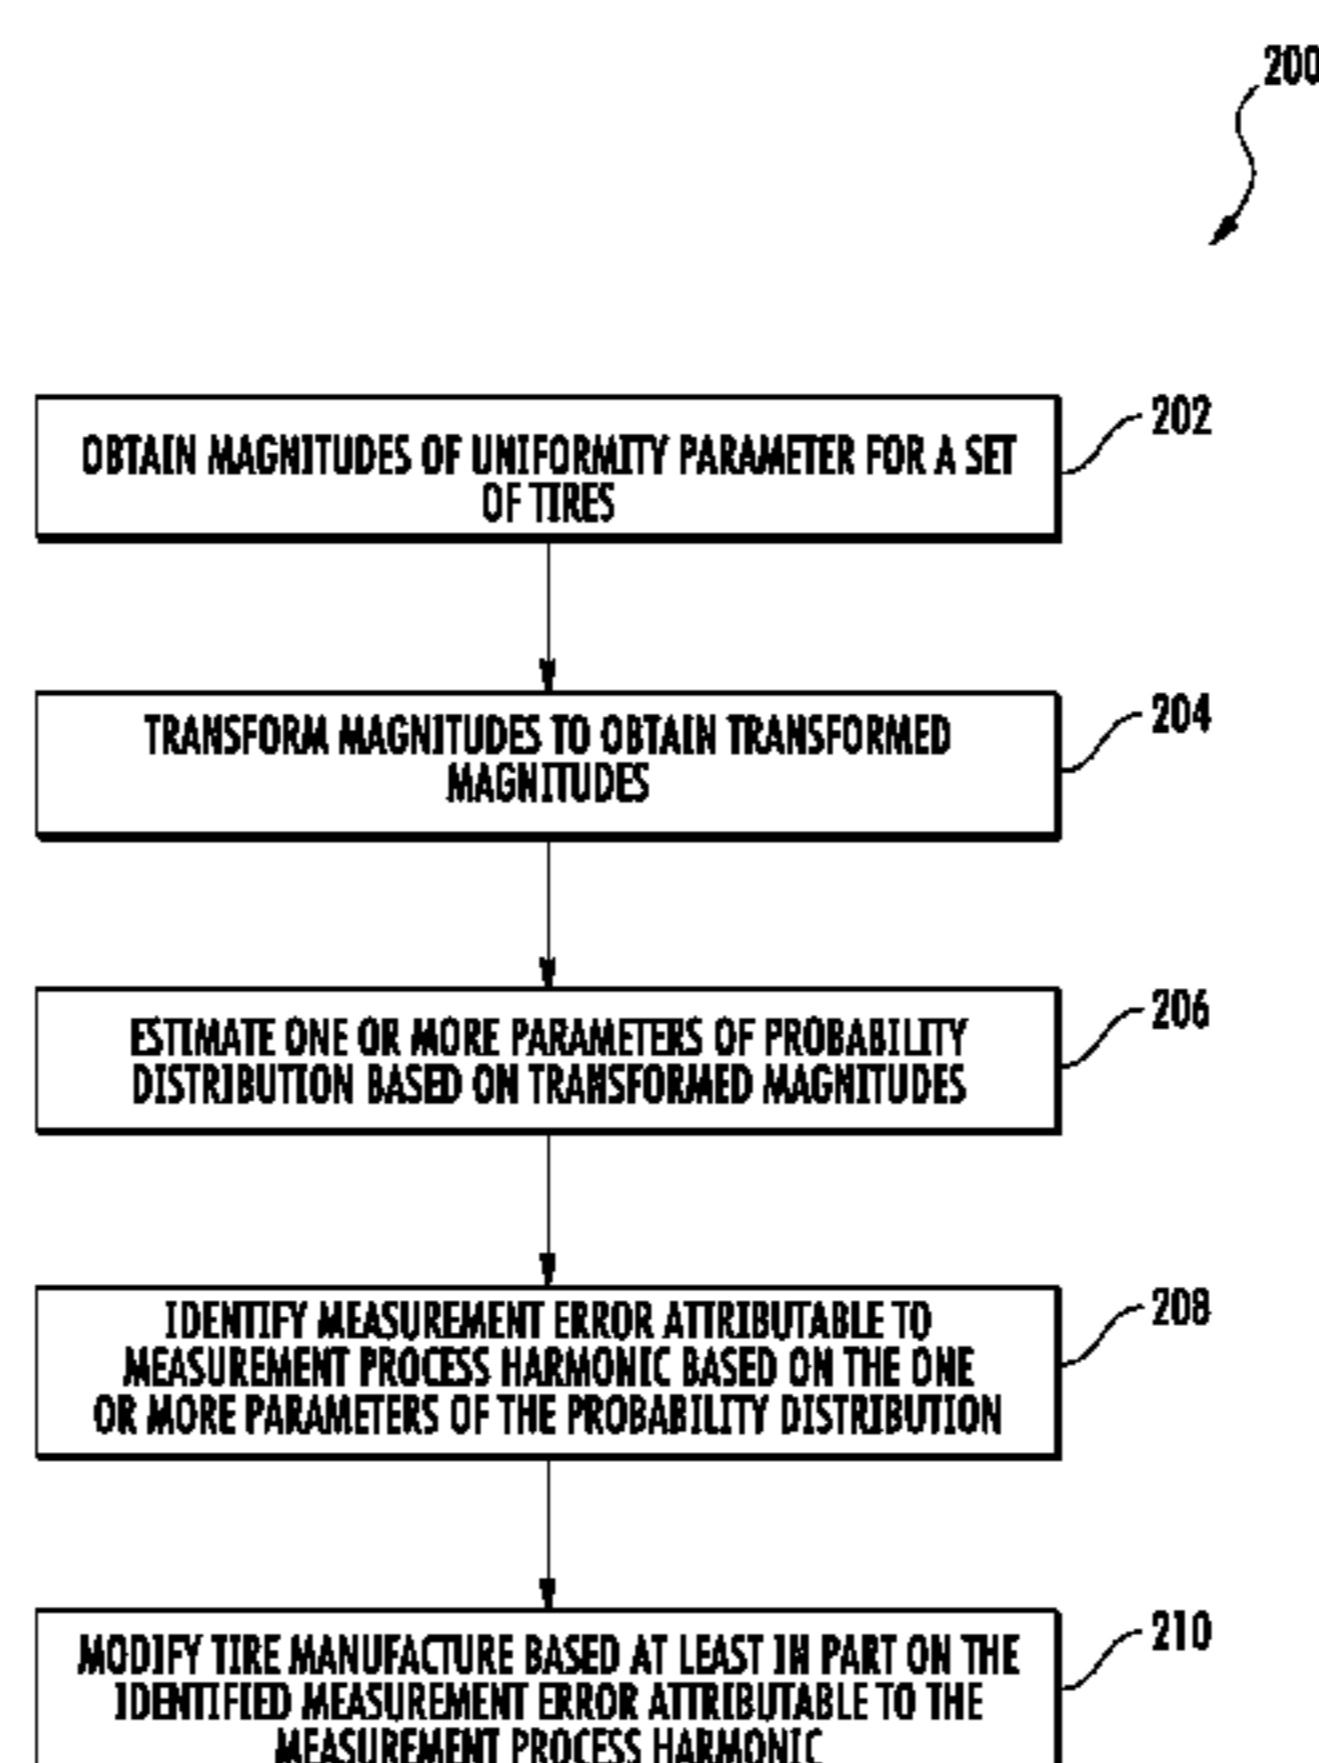 200
202
OBTAIN MAGNITUDES OF UNIFORMITY PARAMETER FOR A SET
OF TIRES
204
TRANSFORM MAGNITUDES TO OBTAIN TRANSFORMED
MAGNITUDES
206
ESTIMATE ONE OR MORE PARAMETERS OF PROBABILITY
DISTRIBUTION BASED ON TRANSFORMED MAGNITUDES
208
IDENTIFY MEASUREMENT ERROR ATTRIBUTABLE TO
MEASUREMENT PROCESS HARMONIC BASED ON THE ONE
OR MORE PARAMETERS OF THE PROBABILITY DISTRIBUTION
210
MODIFY TIRE MANUFACTURE BASED AT LEAST IN PART ON THE
IDENTIFIED MEASUREMENT ERROR ATTRIBUTABLE TO THE
MEASUREMENT PROCESS HARMONIC